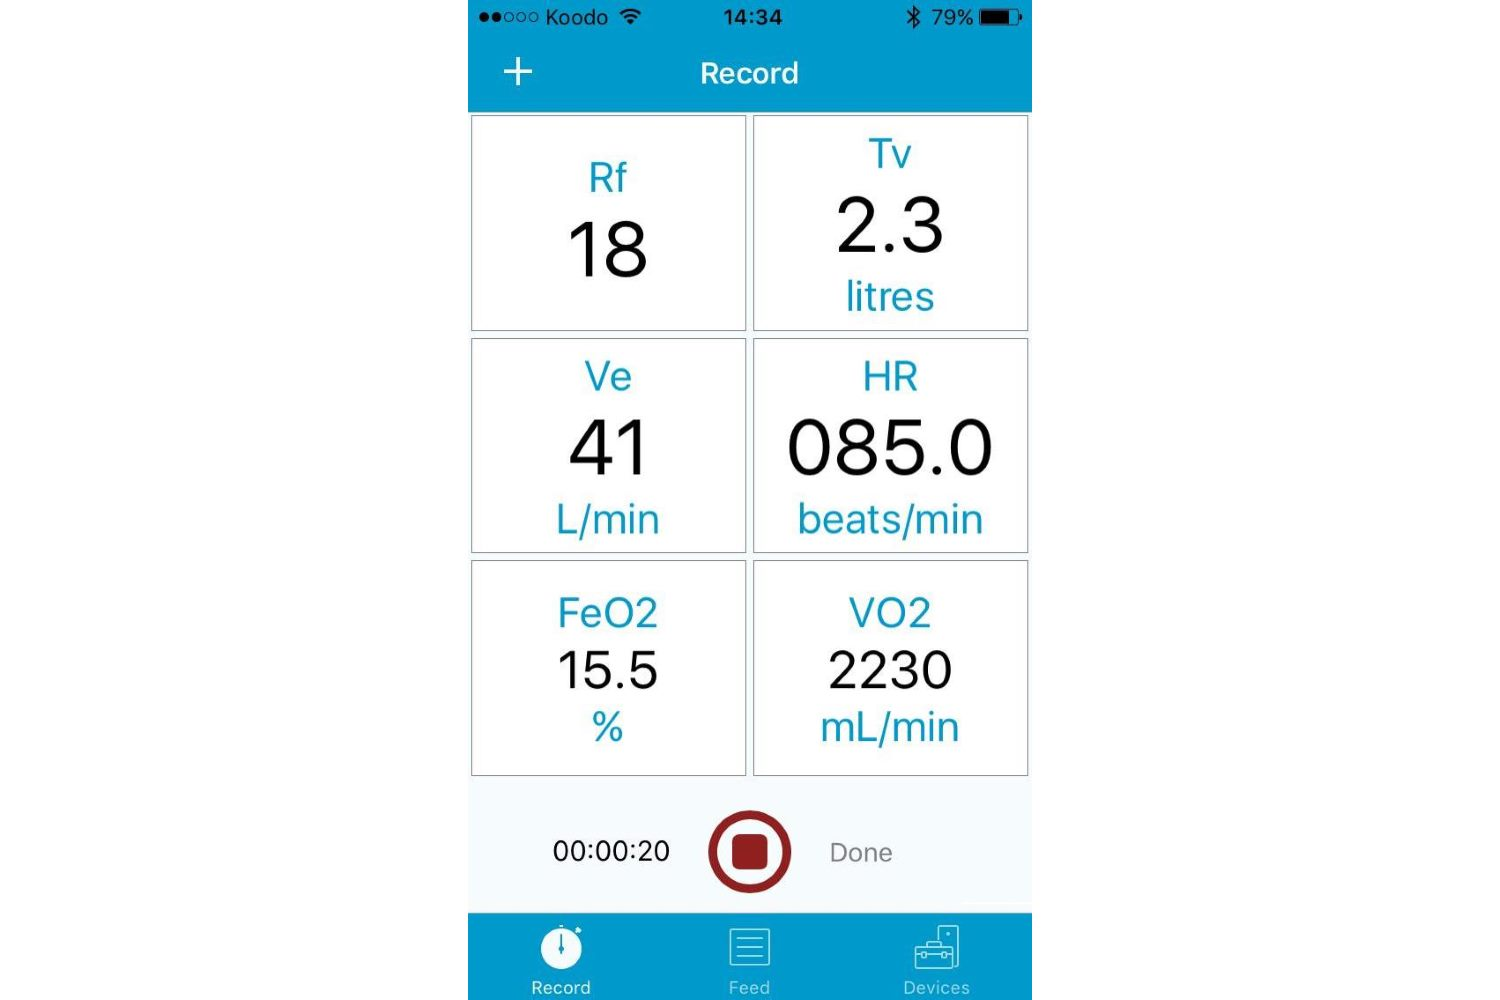 Koodo 14:34 79%
Record
Rf
18
Tv
2.3
litres
Ve
41
L/min
HR
085.0
beats/min
FeO2
15.5
%
VO2
2230
mL/min
00:00:20 Done
Record Feed Devices